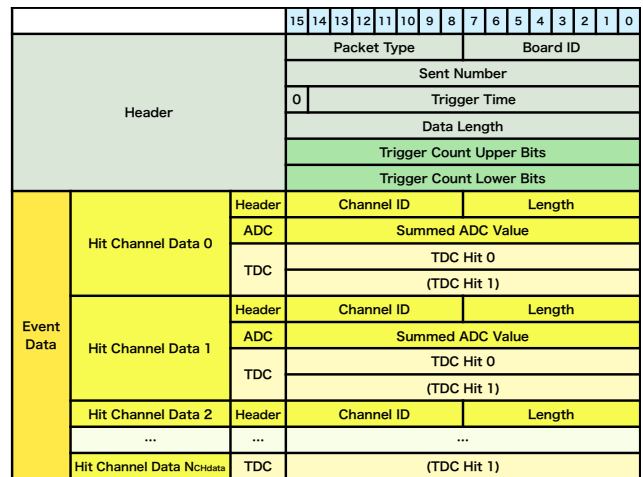 15 14 13 12 11 10 9 8 7 6 5 4 3 2 1 0
Header
Packet Type Board ID
Sent Number
0 Trigger Time
Data Length
Trigger Count Upper Bits
Trigger Count Lower Bits
Event
Data
Hit Channel Data 0
Header Channel ID Length
ADC Summed ADC Value
TDC
TDC Hit 0
(TDC Hit 1)
Hit Channel Data 1
Header Channel ID Length
ADC Summed ADC Value
TDC
TDC Hit 0
(TDC Hit 1)
Hit Channel Data 2 Header Channel ID Length
... ... ...
Hit Channel Data NCHdata TDC (TDC Hit 1)